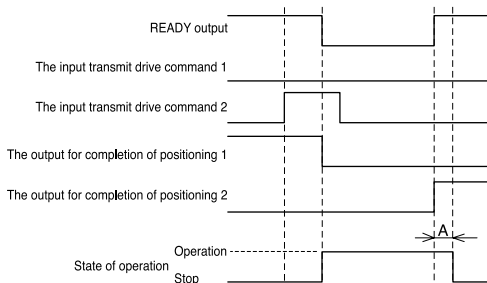 READY output
The input transmit drive command 1
The input transmit drive command 2
The output for completion of positioning 1
The output for completion of positioning 2
A
Operation
State of operation
Stop